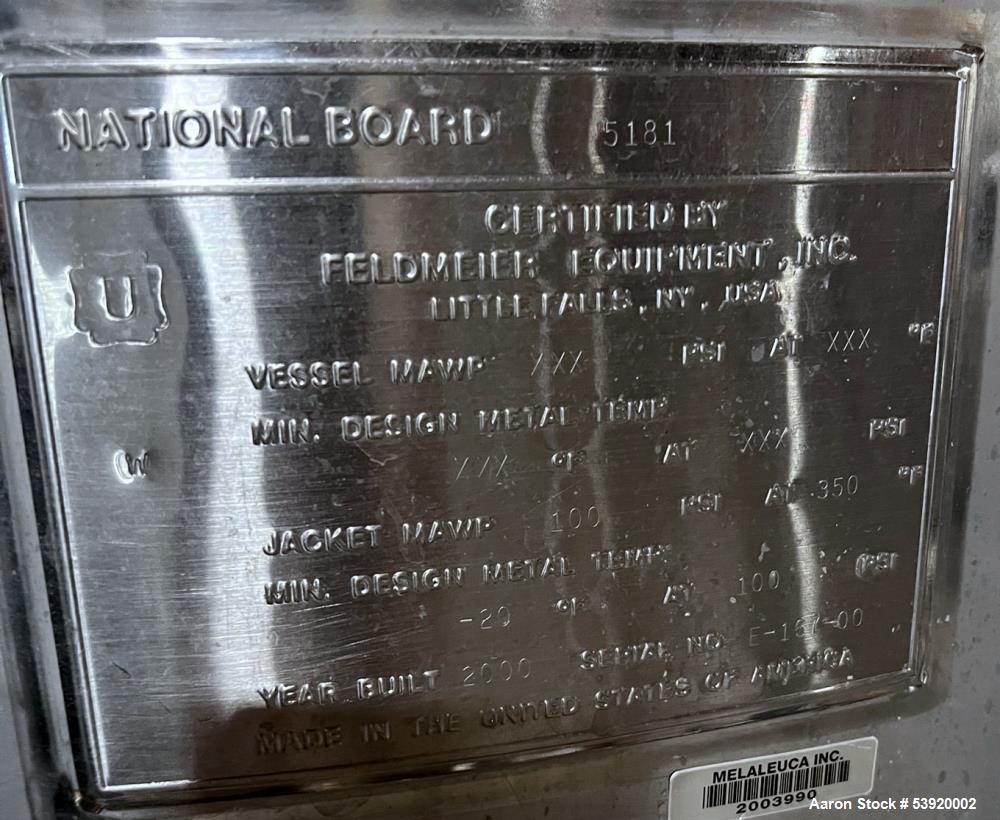 NATIONAL BOARD 5181
CERTIFIED BY
FELDMEIER EQUIPMENT, INC.
LITTLE FALLS, NY, USA
U
W
VESSEL MAWP XXX PSI AT XXX °F
MIN. DESIGN METAL TEMP.
XXX °F AT XXX PSI
JACKET MAWP 100 PSI AT 350 °F
MIN. DESIGN METAL TEMP.
-20 °F AT 100 PSI
YEAR BUILT 2000 SERIAL NO.
MADE IN THE UNITED STATES OF AMERICA
MELALEUCA INC.
2003990
Aaron Stock # 53920002